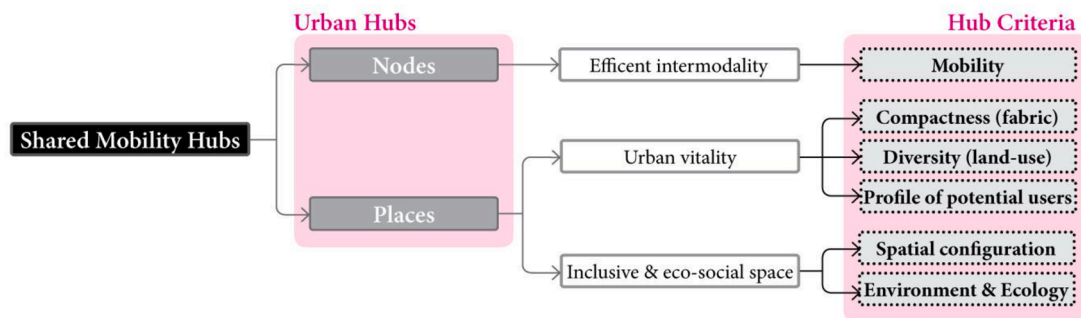 Urban Hubs
Hub Criteria
Nodes
Efficent intermodality
Mobility
Shared Mobility Hubs
Compactness (fabric)
Urban vitality
Diversity (land-use)
Profile of potential users
Places
Spatial configuration
Inclusive & eco-social space
Environment & Ecology